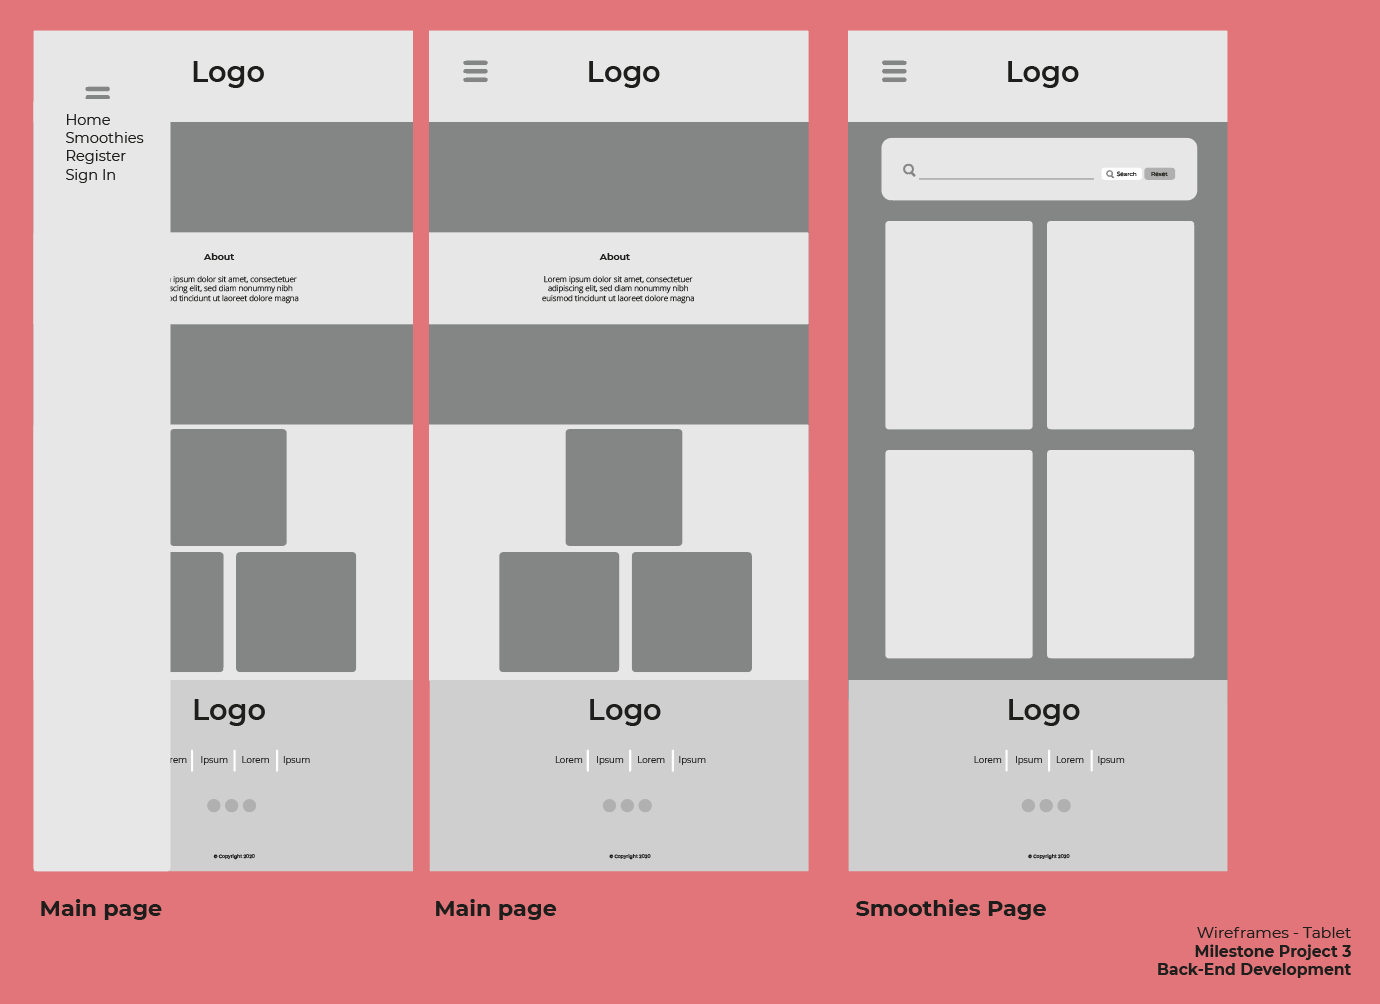 Logo
Home
Smoothies
Register
Sign In
About
ipsum dolor sit amet, consectetuer
scing elit, sed diam nonummy nibh
od tincidunt ut laoreet dolore magna
Logo
rem
Ipsum
Lorem
Ipsum
© Copyright 2020
Main page
Logo
About
Lorem ipsum dolor sit amet, consectetuer
adipiscing elit, sed diam nonummy nibh
euismod tincidunt ut laoreet dolore magna
Logo
Lorem
Ipsum
Lorem
Ipsum
© Copyright 2020
Main page
Logo
Search
Reset
Logo
Lorem
Ipsum
Lorem
Ipsum
© Copyright 2020
Smoothies Page
Wireframes - Tablet
Milestone Project 3
Back-End Development